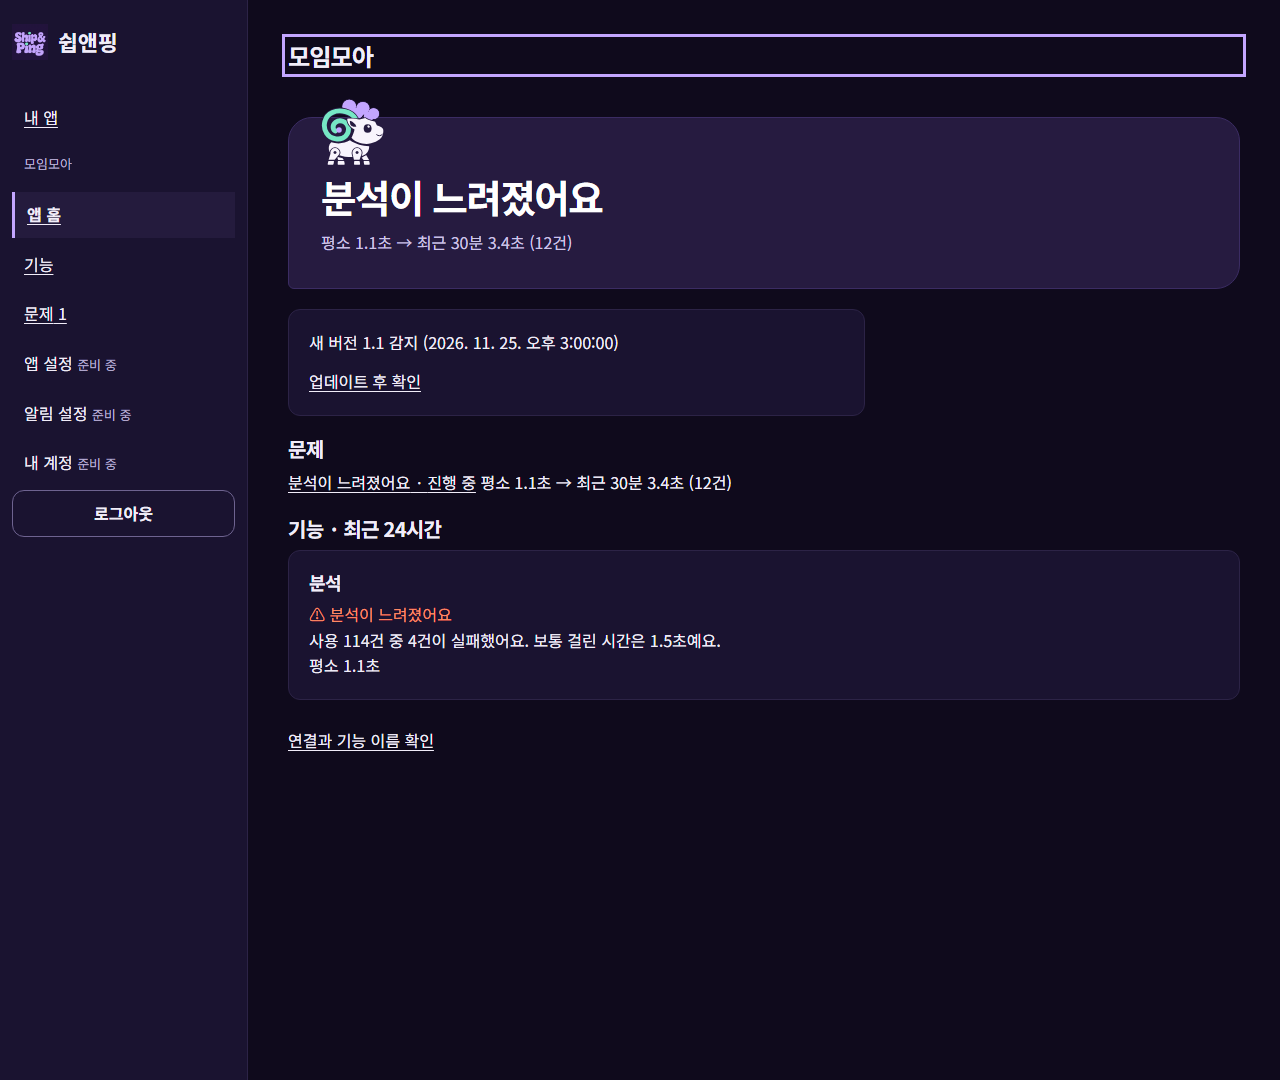 Ship&
Ping
쉽앤핑
내 앱
모임모아
앱 홈
기능
문제 1
앱 설정 준비 중
알림 설정 준비 중
내 계정 준비 중
로그아웃
모임모아
분석이 느려졌어요
평소 1.1초 → 최근 30분 3.4초 (12건)
새 버전 1.1 감지 (2026. 11. 25. 오후 3:00:00)
업데이트 후 확인
문제
분석이 느려졌어요 · 진행 중 평소 1.1초 → 최근 30분 3.4초 (12건)
기능 · 최근 24시간
분석
⚠ 분석이 느려졌어요
사용 114건 중 4건이 실패했어요. 보통 걸린 시간은 1.5초예요.
평소 1.1초
연결과 기능 이름 확인